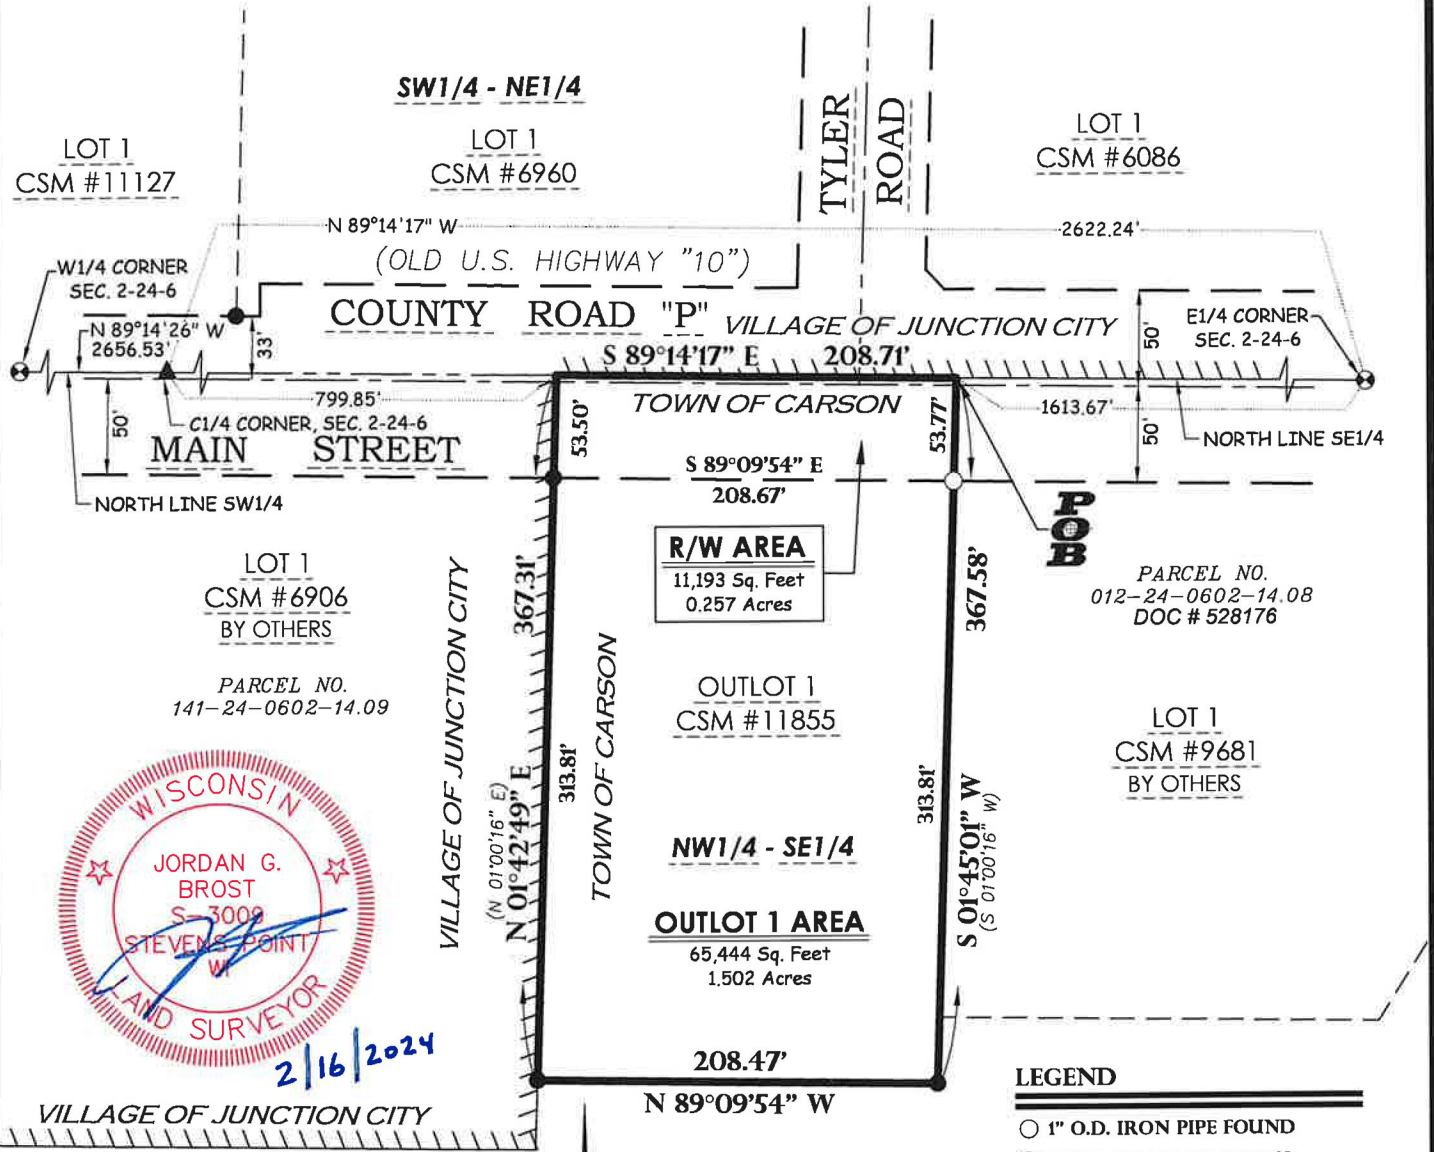 SW1/4 - NE1/4
LOT 1
CSM #11127
LOT 1
CSM #6960
TYLER
ROAD
LOT 1
CSM #6086
N 89°14'17" W
2622.24'
(OLD U.S. HIGHWAY "10")
W1/4 CORNER
SEC. 2-24-6
COUNTY ROAD "P"
VILLAGE OF JUNCTION CITY
N 89°14'26" W
2656.53'
33'
50'
E1/4 CORNER
SEC. 2-24-6
S 89°14'17" E 208.71'
799.85'
TOWN OF CARSON
1613.67'
50'
C1/4 CORNER, SEC. 2-24-6
53.50'
53.77'
50'
NORTH LINE SE1/4
MAIN STREET
S 89°09'54" E
208.67'
NORTH LINE SW1/4
POB
R/W AREA
11,193 Sq. Feet
0.257 Acres
LOT 1
CSM #6906
BY OTHERS
367.31'
367.58'
PARCEL NO.
012-24-0602-14.08
DOC # 528176
PARCEL NO.
141-24-0602-14.09
VILLAGE OF JUNCTION CITY
TOWN OF CARSON
OUTLOT 1
CSM #11855
LOT 1
CSM #9681
BY OTHERS
313.81'
313.81'
(N 01°00'16" E)
N 01°42'49" E
S 01°45'01" W
(S 01°00'16" W)
NW1/4 - SE1/4
WISCONSIN
JORDAN G.
BROST
S-3009
STEVENS POINT
WI
LAND SURVEYOR
OUTLOT 1 AREA
65,444 Sq. Feet
1.502 Acres
2/16/2024
208.47'
N 89°09'54" W
VILLAGE OF JUNCTION CITY
LEGEND
1" O.D. IRON PIPE FOUND